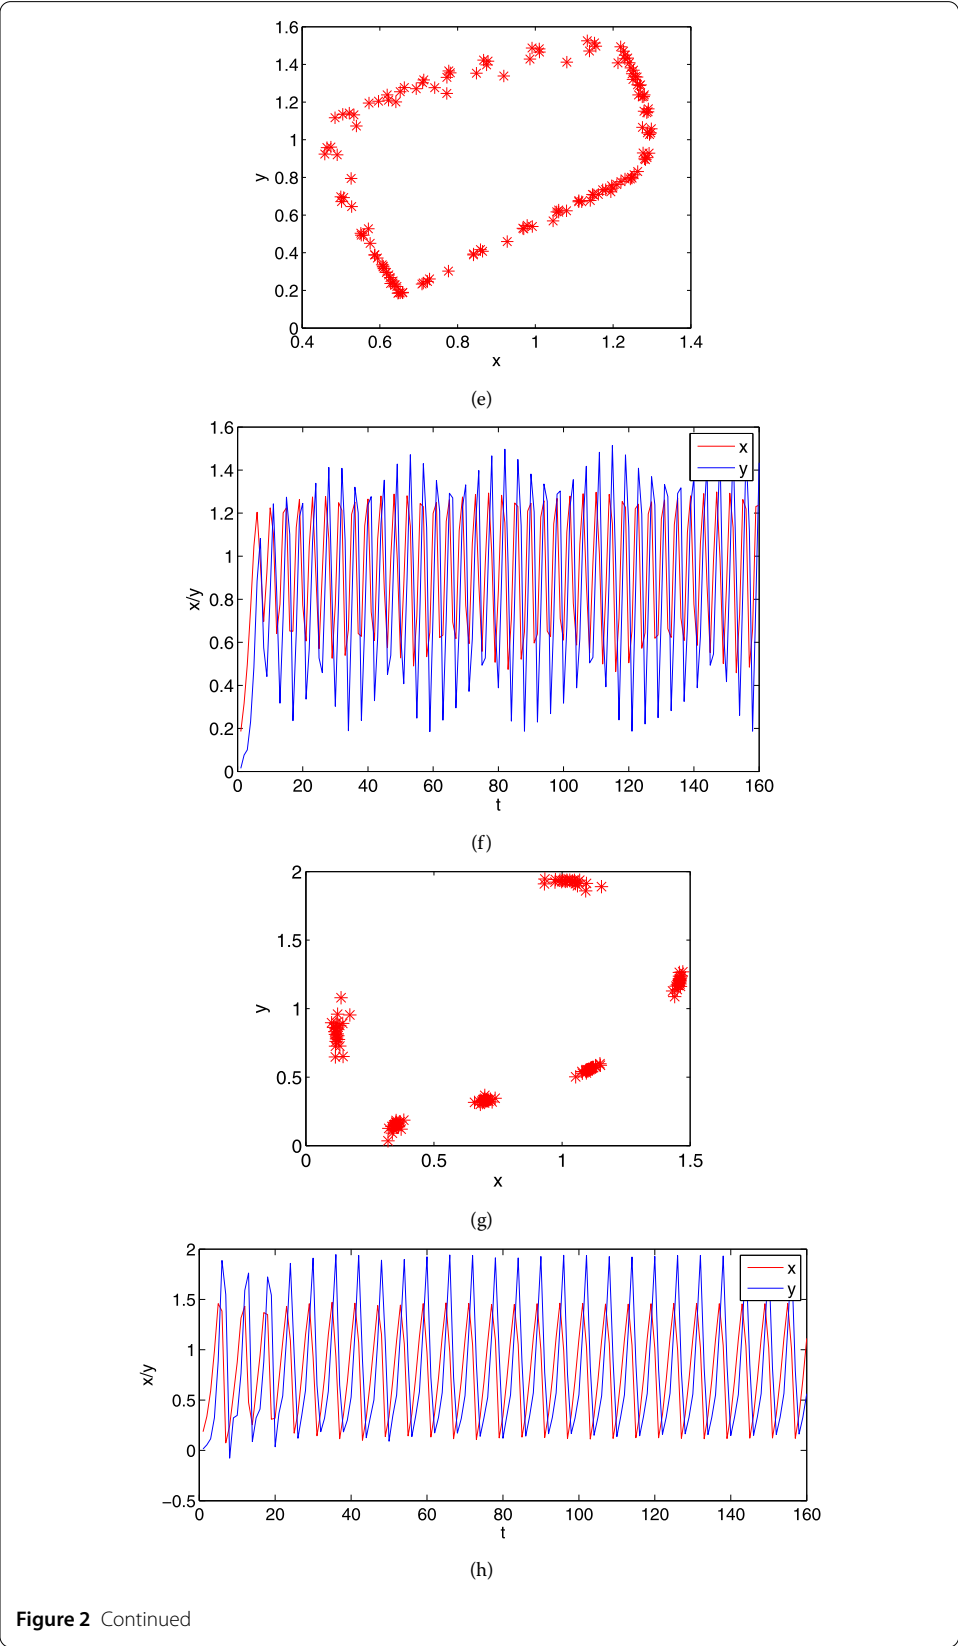 1.6
1.4
1.2
1
0.8
0.6
0.4
0.2
0
y
0.4 0.6 0.8 1 1.2 1.4
x
(e)
1.6
1.4
1.2
1
0.8
0.6
0.4
0.2
0
x/y
x
y
0 20 40 60 80 100 120 140 160
t
(f)
2
1.5
1
0.5
0
y
0 0.5 1 1.5
x
(g)
2
1.5
1
0.5
0
−0.5
x/y
x
y
0 20 40 60 80 100 120 140 160
t
(h)
Figure 2 Continued